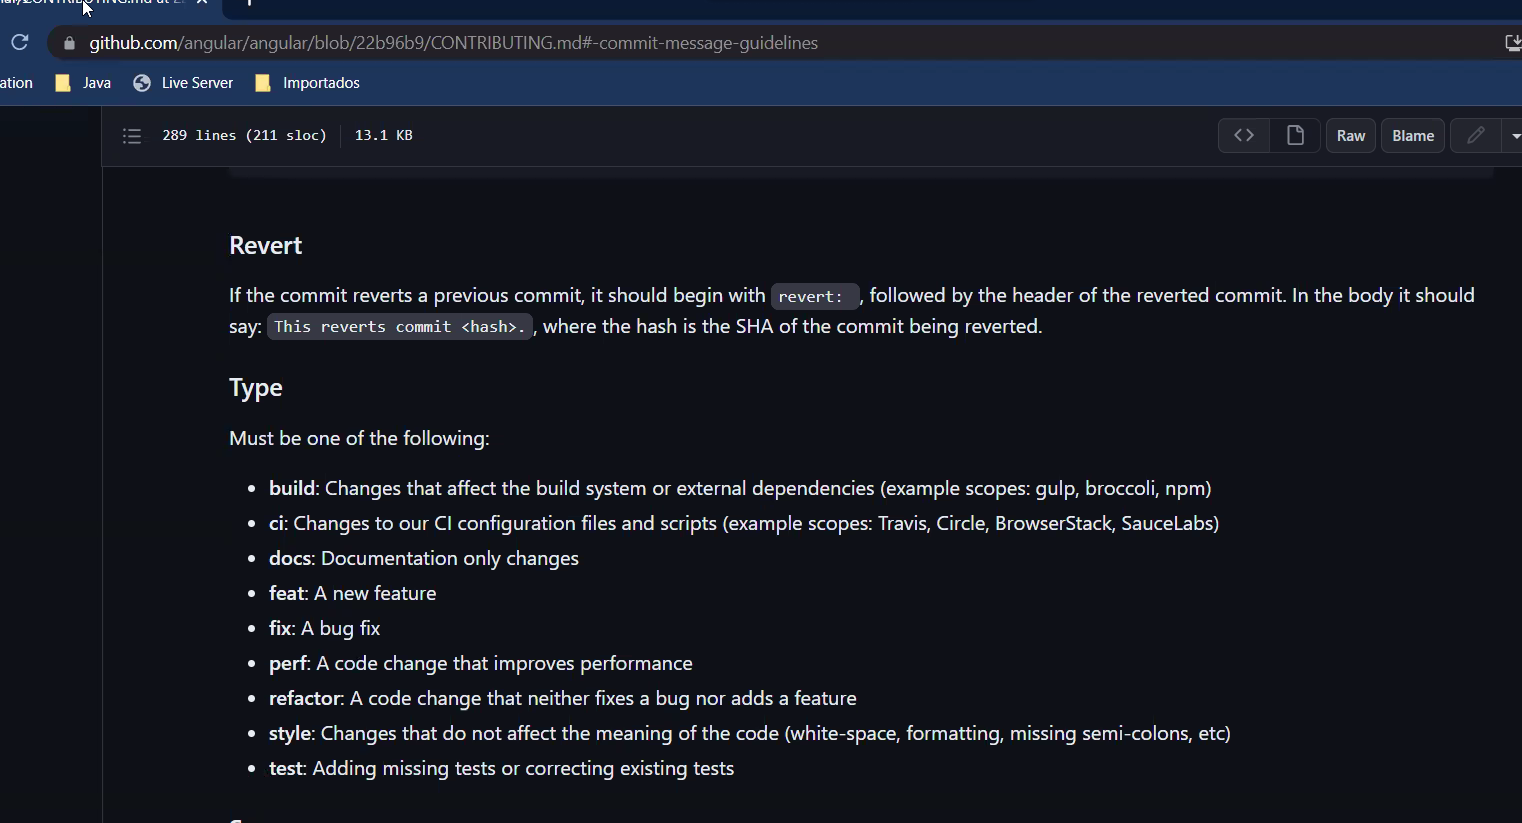 github.com/angular/angular/blob/22b96b9/CONTRIBUTING.md#-commit-message-guidelines
ation Java Live Server Importados
289 lines (211 sloc) 13.1 KB Raw Blame
Revert
If the commit reverts a previous commit, it should begin with revert: , followed by the header of the reverted commit. In the body it should
say: This reverts commit <hash>. , where the hash is the SHA of the commit being reverted.
Type
Must be one of the following:
• build: Changes that affect the build system or external dependencies (example scopes: gulp, broccoli, npm)
• ci: Changes to our CI configuration files and scripts (example scopes: Travis, Circle, BrowserStack, SauceLabs)
• docs: Documentation only changes
• feat: A new feature
• fix: A bug fix
• perf: A code change that improves performance
• refactor: A code change that neither fixes a bug nor adds a feature
• style: Changes that do not affect the meaning of the code (white-space, formatting, missing semi-colons, etc)
• test: Adding missing tests or correcting existing tests